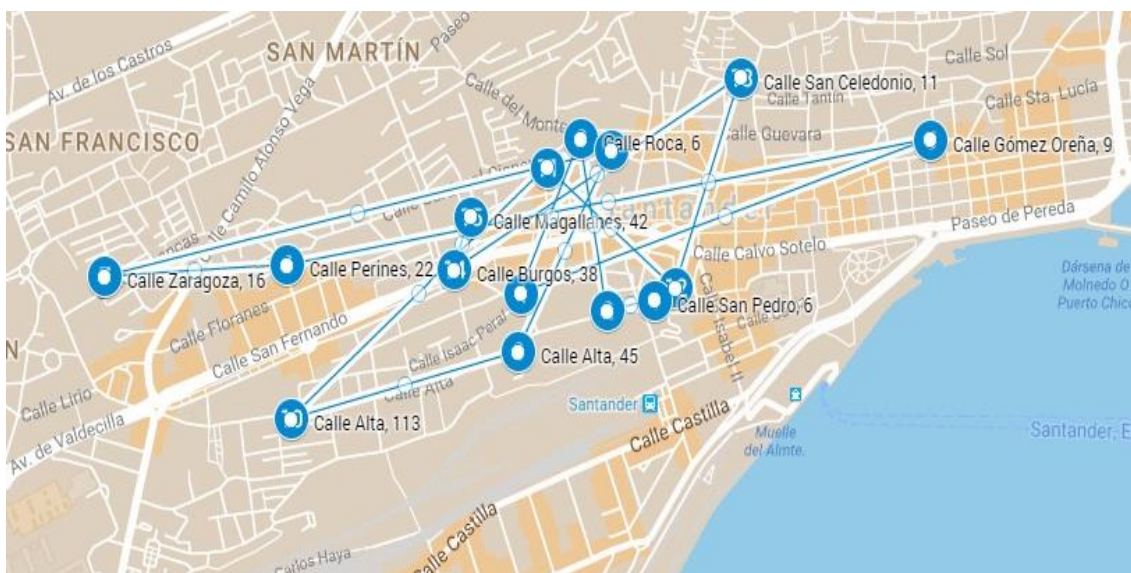 SAN MARTÍN
Av. de los Castros
Calle Sol
Calle San Celedonio, 11
Calle Tantín
Calle Sta. Lucía
Calle del Monte
Calle Guevara
SAN FRANCISCO
Calle Camilo Alonso Vega
Calle Roca, 6
Calle Gómez Oreña, 9
Santander
Calle Magallanes, 42
Paseo de Pereda
Calle Calvo Sotelo
Calle Zaragoza, 16
Calle Perines, 22
Calle Burgos, 38
Dársena de
Molnedo O
Puerto Chico
Calle San Pedro, 6
Calle Floranes
Calle San Fernando
Calle Isaac Peral
Isabel II
Calle Alta, 45
Calle Lirio
Calle Alta
Santander
Calle Alta, 113
Calle Castilla
Muelle
del Almte.
Santander, E
Av. de Valdecilla
Calle Castilla
Carlos Haya